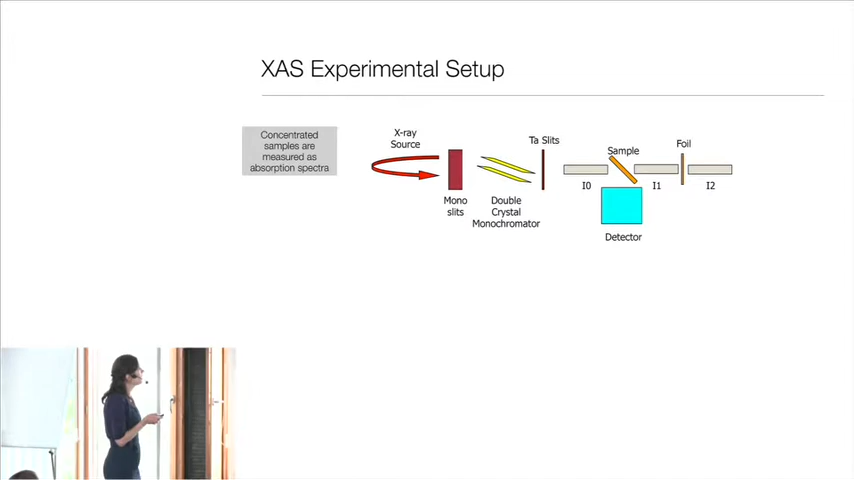 XAS Experimental Setup
Concentrated
samples are
measured as
absorption spectra
X-ray
Source
Mono
slits
Double
Crystal
Monochromator
Ta Slits
I0
Sample
Detector
I1
Foil
I2